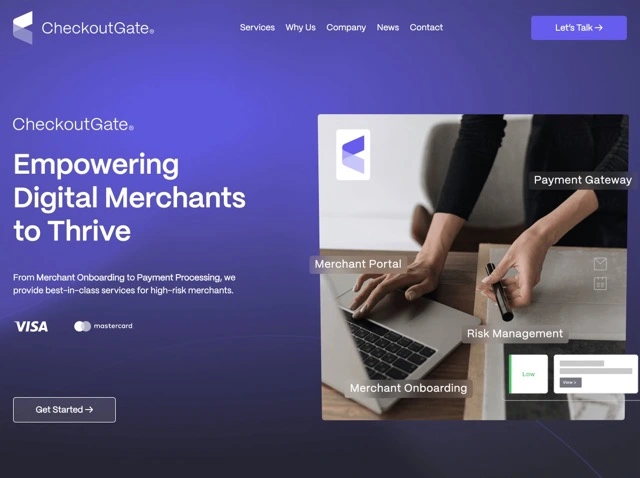 CheckoutGate®
Services
Why Us
Company
News
Contact
Let's Talk →
CheckoutGate®
Empowering
Digital Merchants
to Thrive
From Merchant Onboarding to Payment Processing, we
provide best-in-class services for high-risk merchants.
VISA
mastercard
Get Started →
Payment Gateway
Merchant Portal
Risk Management
Low
View >
Merchant Onboarding